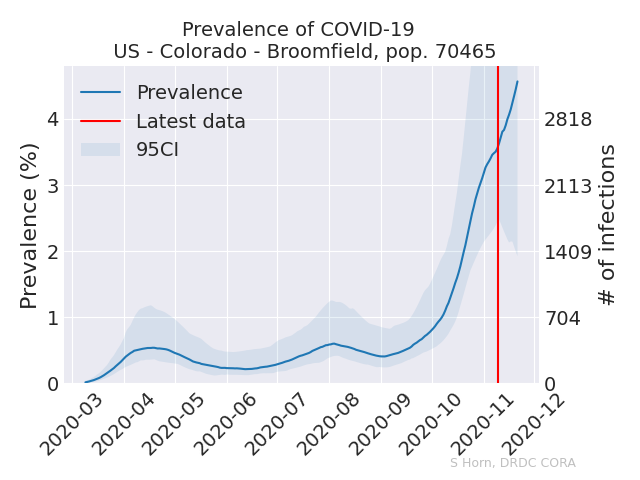 Prevalence of COVID-19
US - Colorado - Broomfield, pop. 70465
Prevalence
Latest data
95CI
Prevalence (%)
4
3
2
1
0
2818
2113
1409
704
0
# of infections
2020-03
2020-04
2020-05
2020-06
2020-07
2020-08
2020-09
2020-10
2020-11
2020-12
S Horn, DRDC CORA